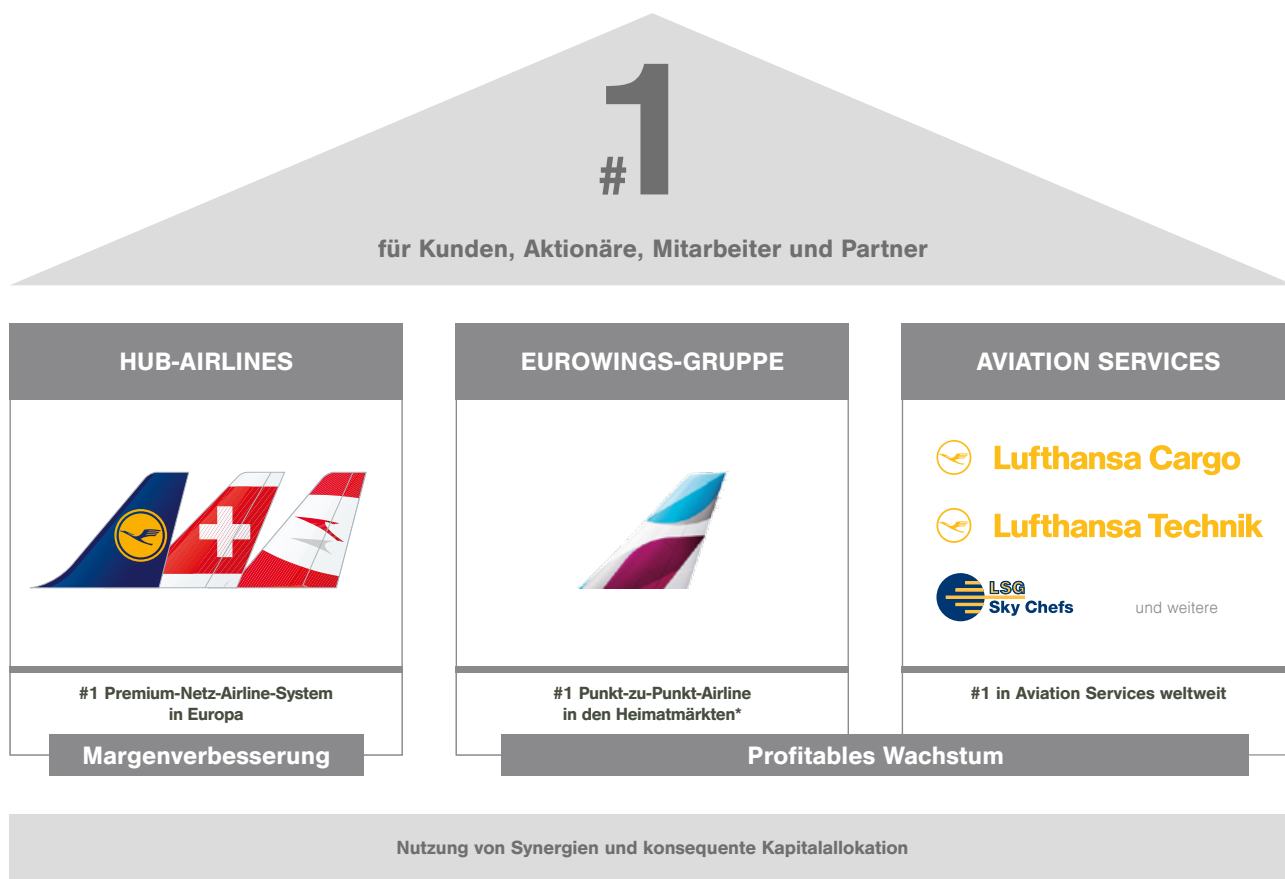 #1
für Kunden, Aktionäre, Mitarbeiter und Partner
HUB-AIRLINES
#1 Premium-Netz-Airline-System
in Europa
Margenverbesserung
EUROWINGS-GRUPPE
#1 Punkt-zu-Punkt-Airline
in den Heimatmärkten*
AVIATION SERVICES
Lufthansa Cargo
Lufthansa Technik
LSG
Sky Chefs
und weitere
#1 in Aviation Services weltweit
Profitables Wachstum
Nutzung von Synergien und konsequente Kapitalallokation